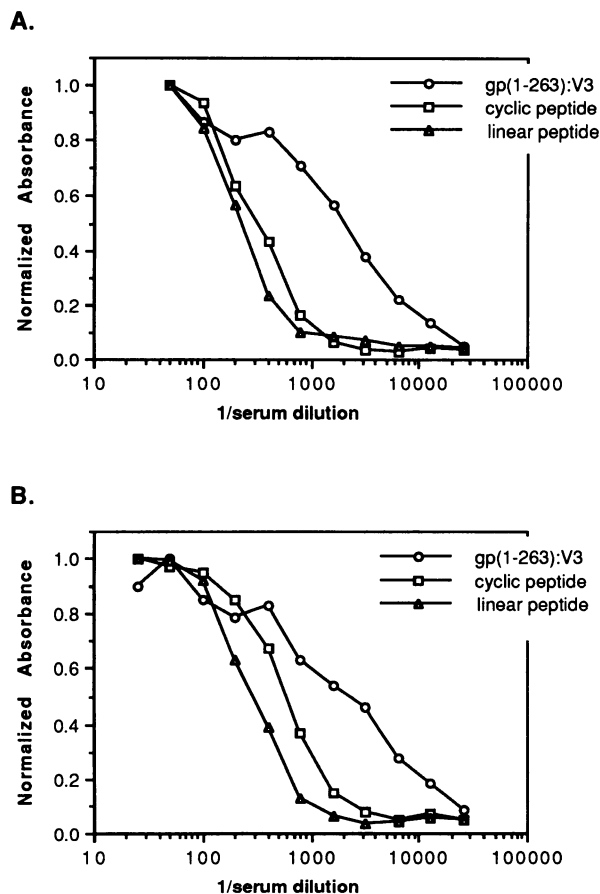 A.
gp(1-263):V3
cyclic peptide
linear peptide
Normalized Absorbance
1.0
0.8
0.6
0.4
0.2
0.0
10 100 1000 10000 100000
1/serum dilution
B.
gp(1-263):V3
cyclic peptide
linear peptide
Normalized Absorbance
1.0
0.8
0.6
0.4
0.2
0.0
10 100 1000 10000 100000
1/serum dilution